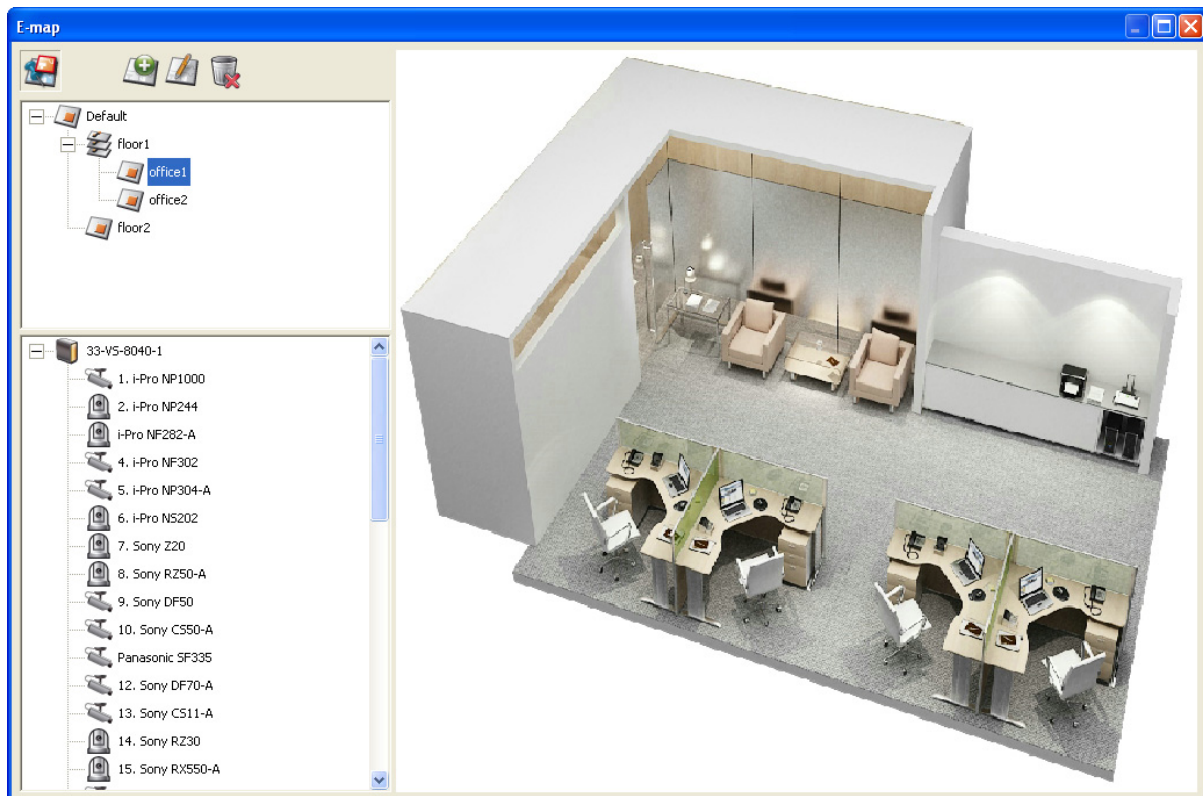 E-map
Default
floor1
office1
office2
floor2
33-VS-8040-1
1. i-Pro NP1000
2. i-Pro NP244
i-Pro NF282-A
4. i-Pro NF302
5. i-Pro NP304-A
6. i-Pro NS202
7. Sony Z20
8. Sony RZ50-A
9. Sony DF50
10. Sony CS50-A
Panasonic SF335
12. Sony DF70-A
13. Sony CS11-A
14. Sony RZ30
15. Sony RX550-A